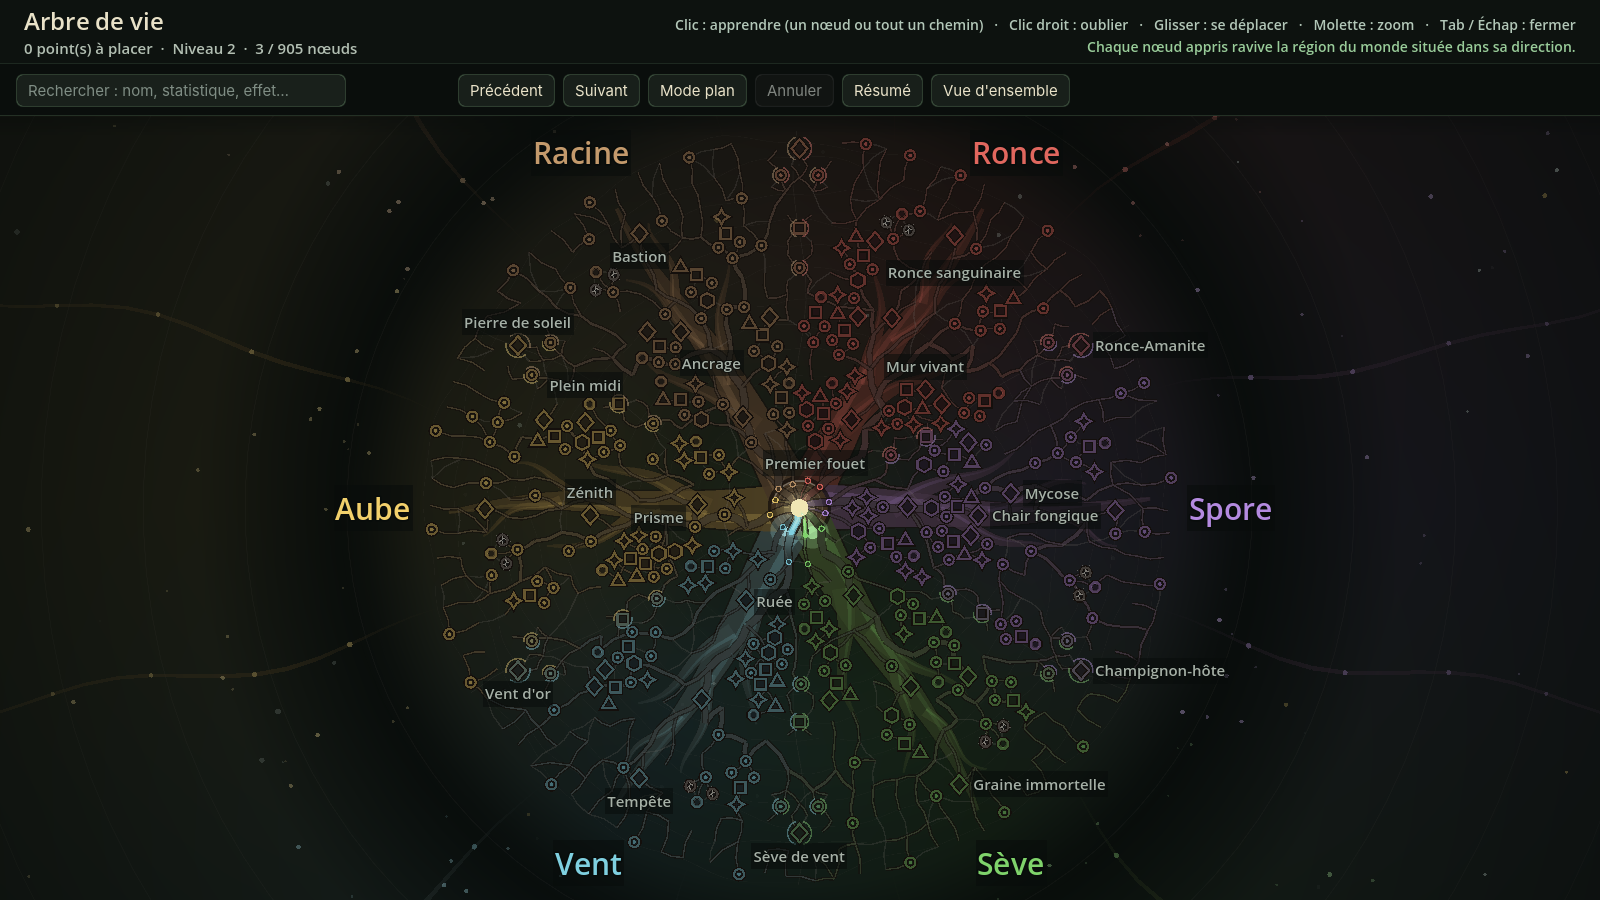 Arbre de vie
0 point(s) à placer · Niveau 2 · 3 / 905 nœuds
Clic : apprendre (un nœud ou tout un chemin) · Clic droit : oublier · Glisser : se déplacer · Molette : zoom · Tab / Échap : fermer
Chaque nœud appris ravive la région du monde située dans sa direction.
Rechercher : nom, statistique, effet...
Précédent
Suivant
Mode plan
Annuler
Résumé
Vue d'ensemble
Racine
Ronce
Bastion
Ronce sanguinaire
Pierre de soleil
Ronce-Amanite
Ancrage
Mur vivant
Plein midi
Premier fouet
Zénith
Mycose
Aube
Prisme
Chair fongique
Spore
Ruée
Champignon-hôte
Vent d'or
Graine immortelle
Tempête
Sève de vent
Vent
Sève